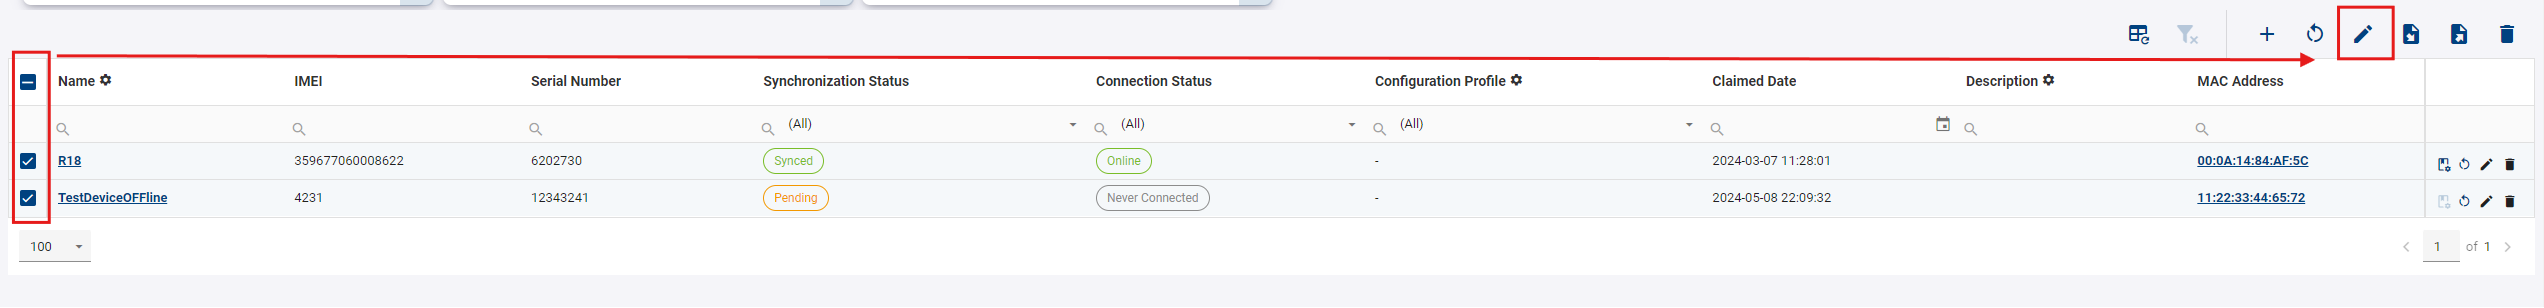 Name IMEI Serial Number Synchronization Status Connection Status Configuration Profile Claimed Date Description MAC Address
(All) (All) (All)
R18 359677060008622 6202730 Synced Online - 2024-03-07 11:28:01 00:0A:14:84:AF:5C
TestDeviceOFFline 4231 12343241 Pending Never Connected - 2024-05-08 22:09:32 11:22:33:44:65:72
100 1 of 1